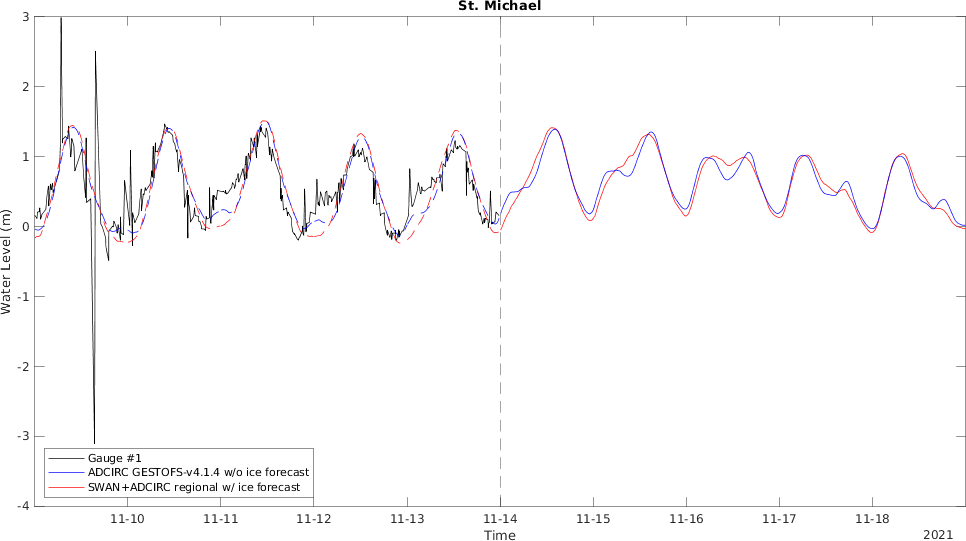 St. Michael
3
2
1
0
-1
-2
-3
-4
Water Level (m)
Gauge #1
ADCIRC GESTOFS-v4.1.4 w/o ice forecast
SWAN+ADCIRC regional w/ ice forecast
11-10 11-11 11-12 11-13 11-14 11-15 11-16 11-17 11-18
Time
2021